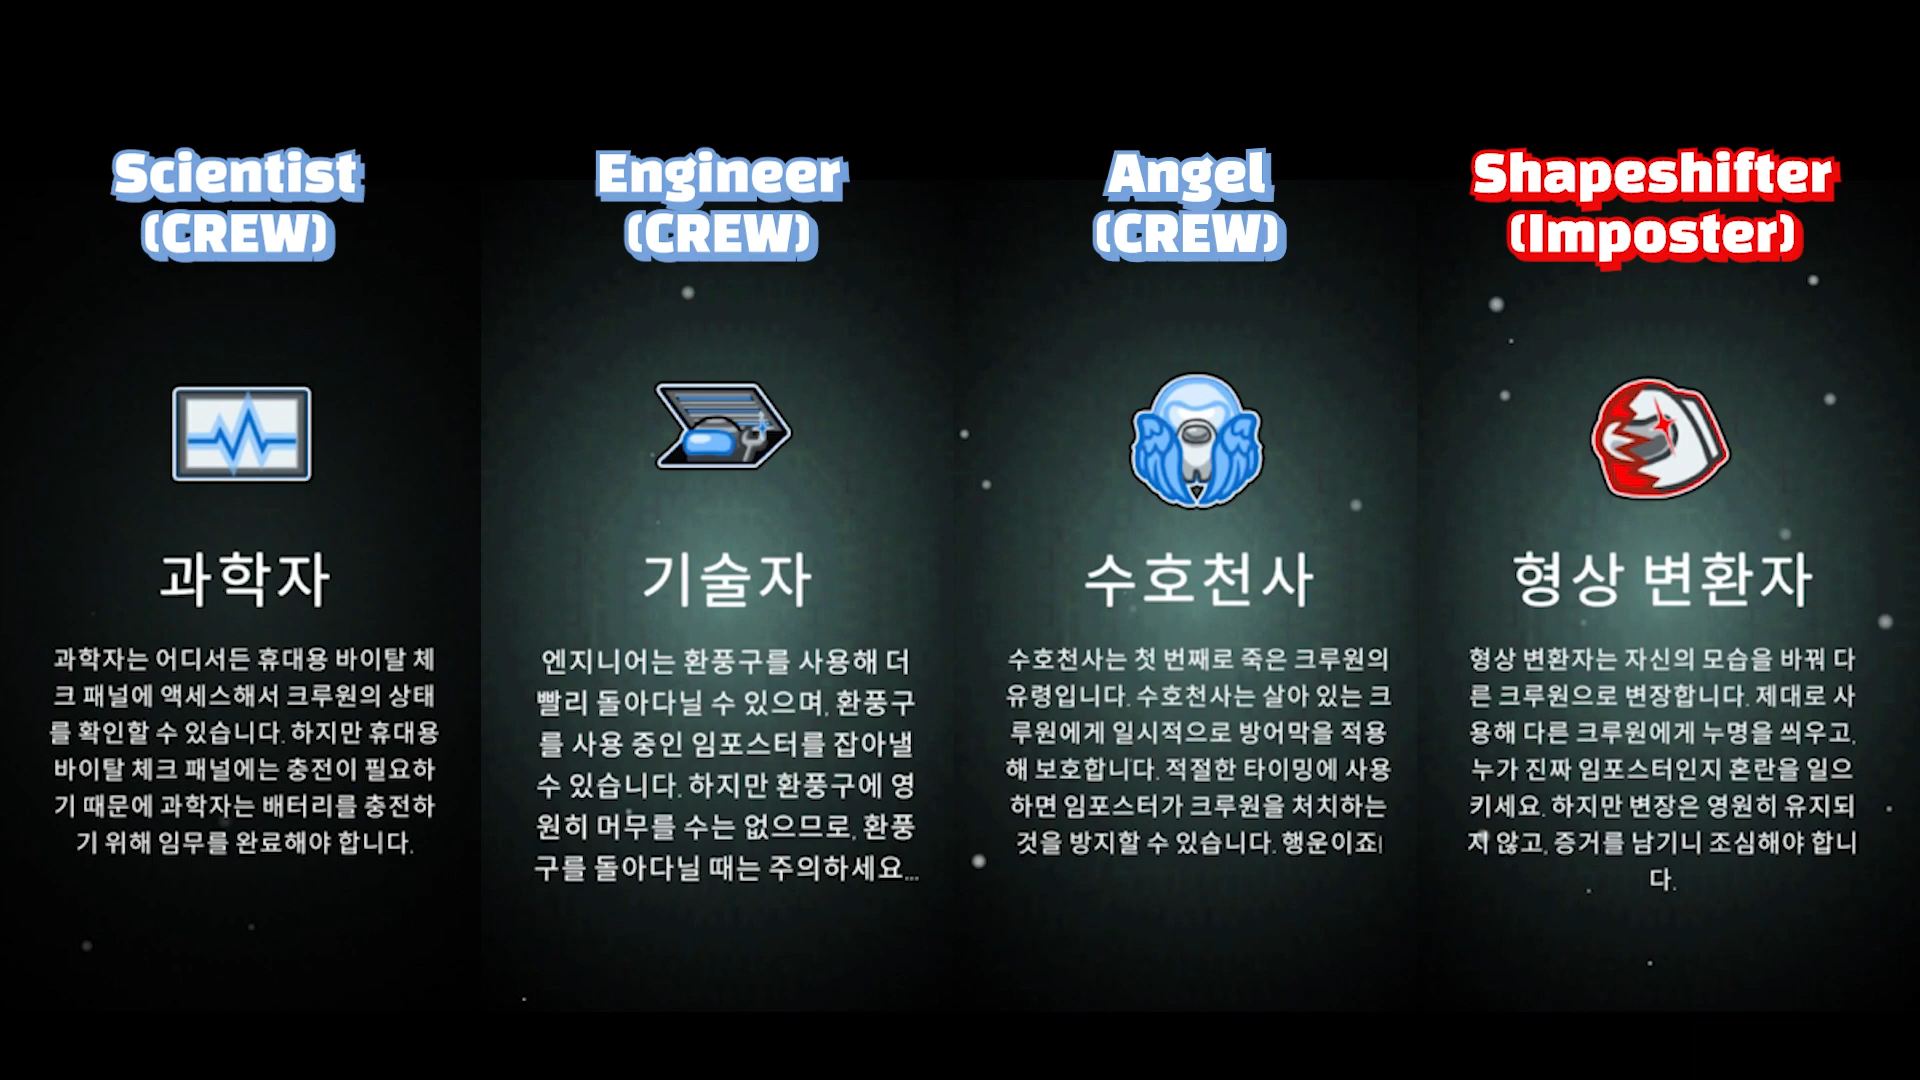 Scientist
(CREW)
과학자
과학자는 어디서든 휴대용 바이탈 체
크 패널에 액세스해서 크루원의 상태
를 확인할 수 있습니다. 하지만 휴대용
바이탈 체크 패널에는 충전이 필요하
기 때문에 과학자는 배터리를 충전하
기 위해 임무를 완료해야 합니다.
Engineer
(CREW)
기술자
엔지니어는 환풍구를 사용해 더
빨리 돌아다닐 수 있으며, 환풍구
를 사용 중인 임포스터를 잡아낼
수 있습니다. 하지만 환풍구에 영
원히 머무를 수는 없으므로, 환풍
구를 돌아다닐 때는 주의하세요...
Angel
(CREW)
수호천사
수호천사는 첫 번째로 죽은 크루원의
유령입니다. 수호천사는 살아 있는 크
루원에게 일시적으로 방어막을 적용
해 보호합니다. 적절한 타이밍에 사용
하면 임포스터가 크루원을 처치하는
것을 방지할 수 있습니다. 행운이죠!
Shapeshifter
(Imposter)
형상 변환자
형상 변환자는 자신의 모습을 바꿔 다
른 크루원으로 변장합니다. 제대로 사
용해 다른 크루원에게 누명을 씌우고,
누가 진짜 임포스터인지 혼란을 일으
키세요. 하지만 변장은 영원히 유지되
지 않고, 증거를 남기니 조심해야 합니
다.